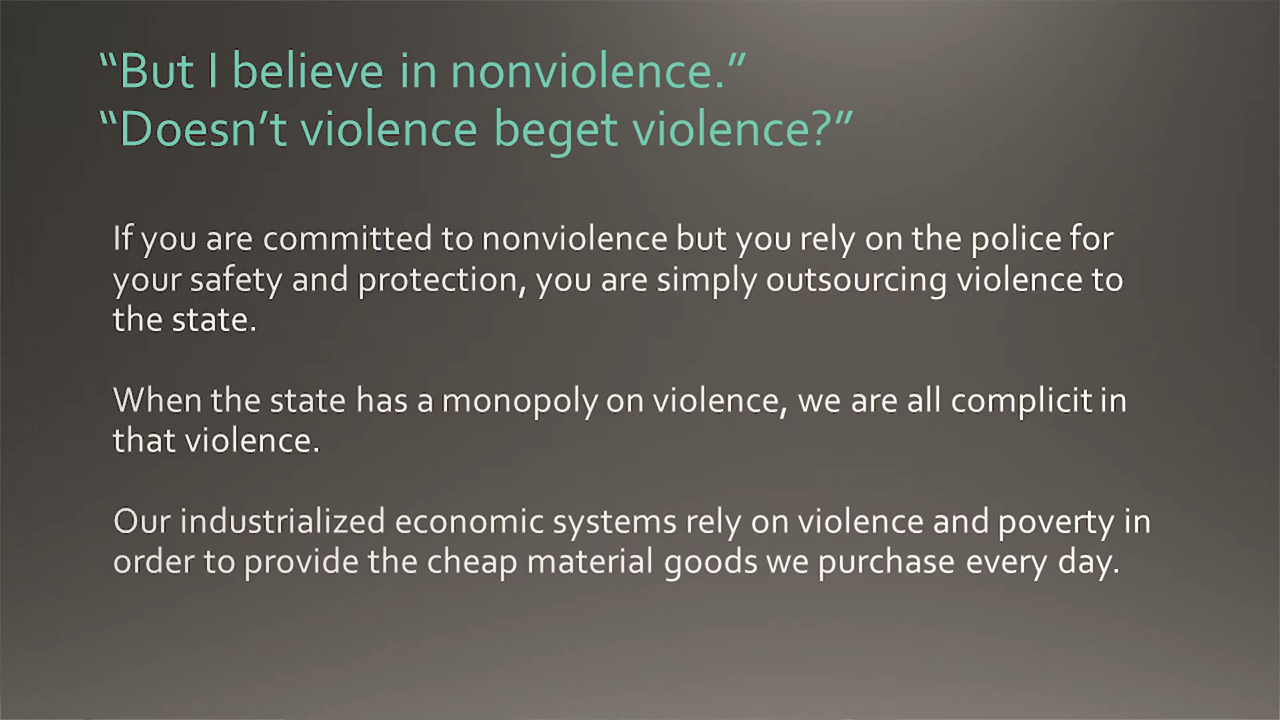 “But I believe in nonviolence.”
“Doesn’t violence beget violence?”
If you are committed to nonviolence but you rely on the police for
your safety and protection, you are simply outsourcing violence to
the state.
When the state has a monopoly on violence, we are all complicit in
that violence.
Our industrialized economic systems rely on violence and poverty in
order to provide the cheap material goods we purchase every day.